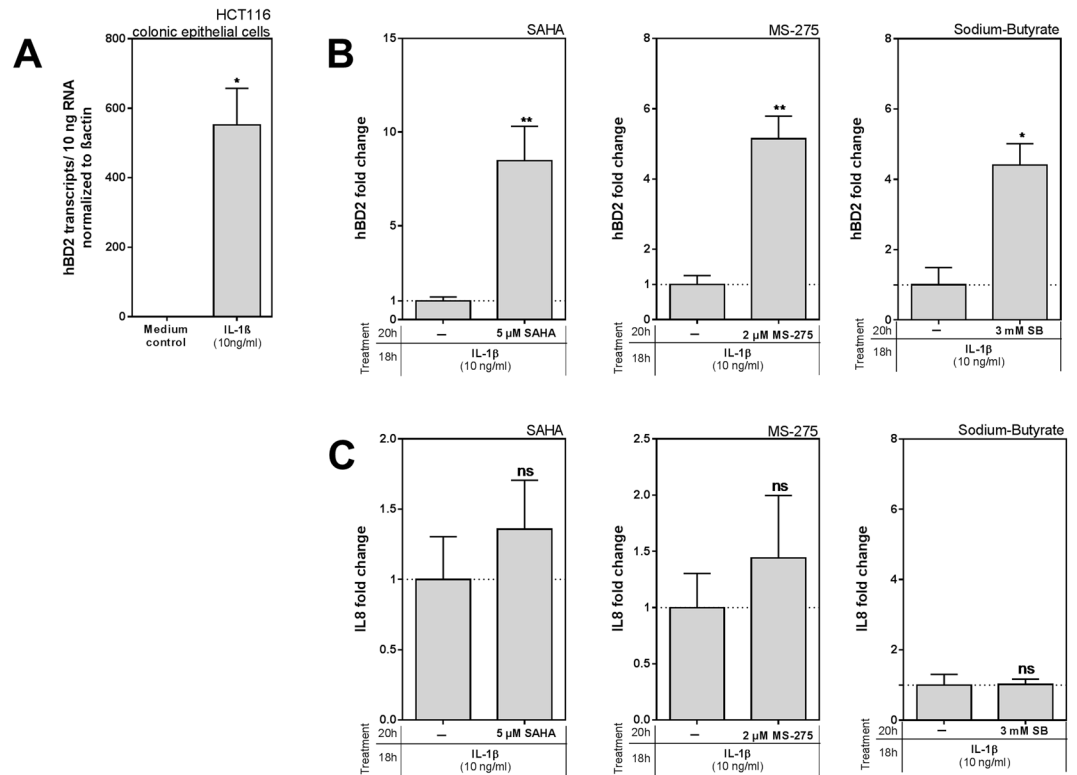 A
HCT116
colonic epithelial cells
hBD2 transcripts/ 10 ng RNA
normalized to ßactin
800
600
400
200
0
*
Medium
control
IL-1ß
(10ng/ml)
B
SAHA
hBD2 fold change
15
10
5
1
0
**
Treatment
20h
–
5 µM SAHA
18h
IL-1β
(10 ng/ml)
MS-275
hBD2 fold change
8
6
4
2
1
0
**
Treatment
20h
–
2 µM MS-275
18h
IL-1β
(10 ng/ml)
Sodium-Butyrate
hBD2 fold change
8
6
4
2
1
0
*
Treatment
20h
–
3 mM SB
18h
IL-1β
(10 ng/ml)
C
SAHA
IL8 fold change
2.0
1.5
1
0.5
0.0
ns
Treatment
20h
–
5 µM SAHA
18h
IL-1β
(10 ng/ml)
MS-275
IL8 fold change
2.5
2.0
1.5
1
0.5
0.0
ns
Treatment
20h
–
2 µM MS-275
18h
IL-1β
(10 ng/ml)
Sodium-Butyrate
IL8 fold change
8
6
4
2
0
ns
Treatment
20h
–
3 mM SB
18h
IL-1β
(10 ng/ml)